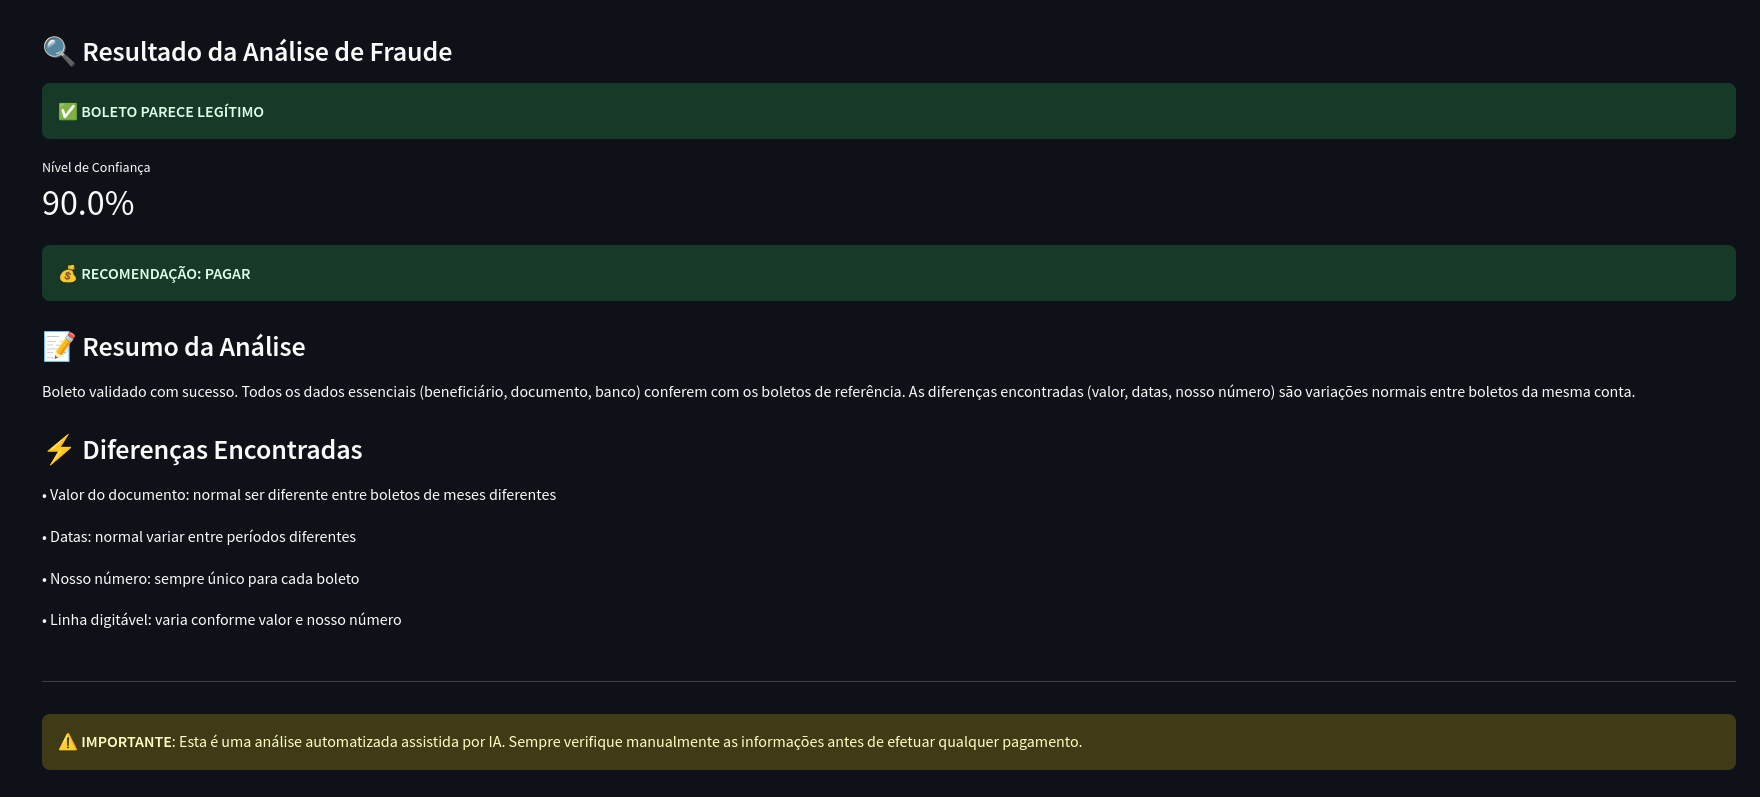 🔍 Resultado da Análise de Fraude
✅ BOLETO PARECE LEGÍTIMO
Nível de Confiança
90.0%
💰 RECOMENDAÇÃO: PAGAR
📝 Resumo da Análise
Boleto validado com sucesso. Todos os dados essenciais (beneficiário, documento, banco) conferem com os boletos de referência. As diferenças encontradas (valor, datas, nosso número) são variações normais entre boletos da mesma conta.
⚡ Diferenças Encontradas
• Valor do documento: normal ser diferente entre boletos de meses diferentes
• Datas: normal variar entre períodos diferentes
• Nosso número: sempre único para cada boleto
• Linha digitável: varia conforme valor e nosso número
⚠️ IMPORTANTE: Esta é uma análise automatizada assistida por IA. Sempre verifique manualmente as informações antes de efetuar qualquer pagamento.